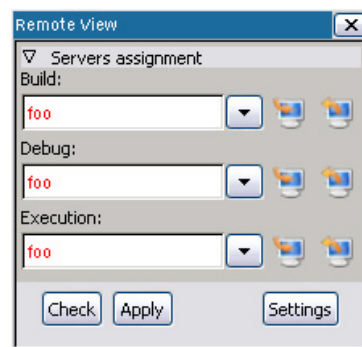 Remote View
Servers assignment
Build:
foo
Debug:
foo
Execution:
foo
Check Apply Settings